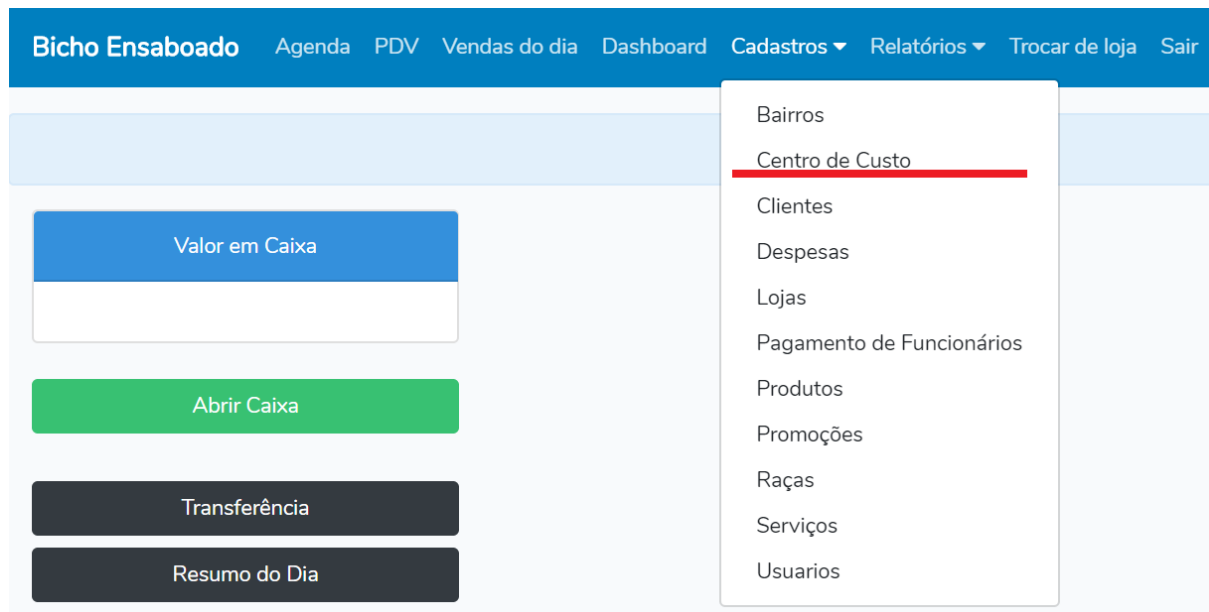 Bicho Ensaboado Agenda PDV Vendas do dia Dashboard Cadastros Relatórios Trocar de loja Sair
Bairros
Centro de Custo
Clientes
Despesas
Lojas
Pagamento de Funcionários
Produtos
Promoções
Raças
Serviços
Usuarios
Valor em Caixa
Abrir Caixa
Transferência
Resumo do Dia